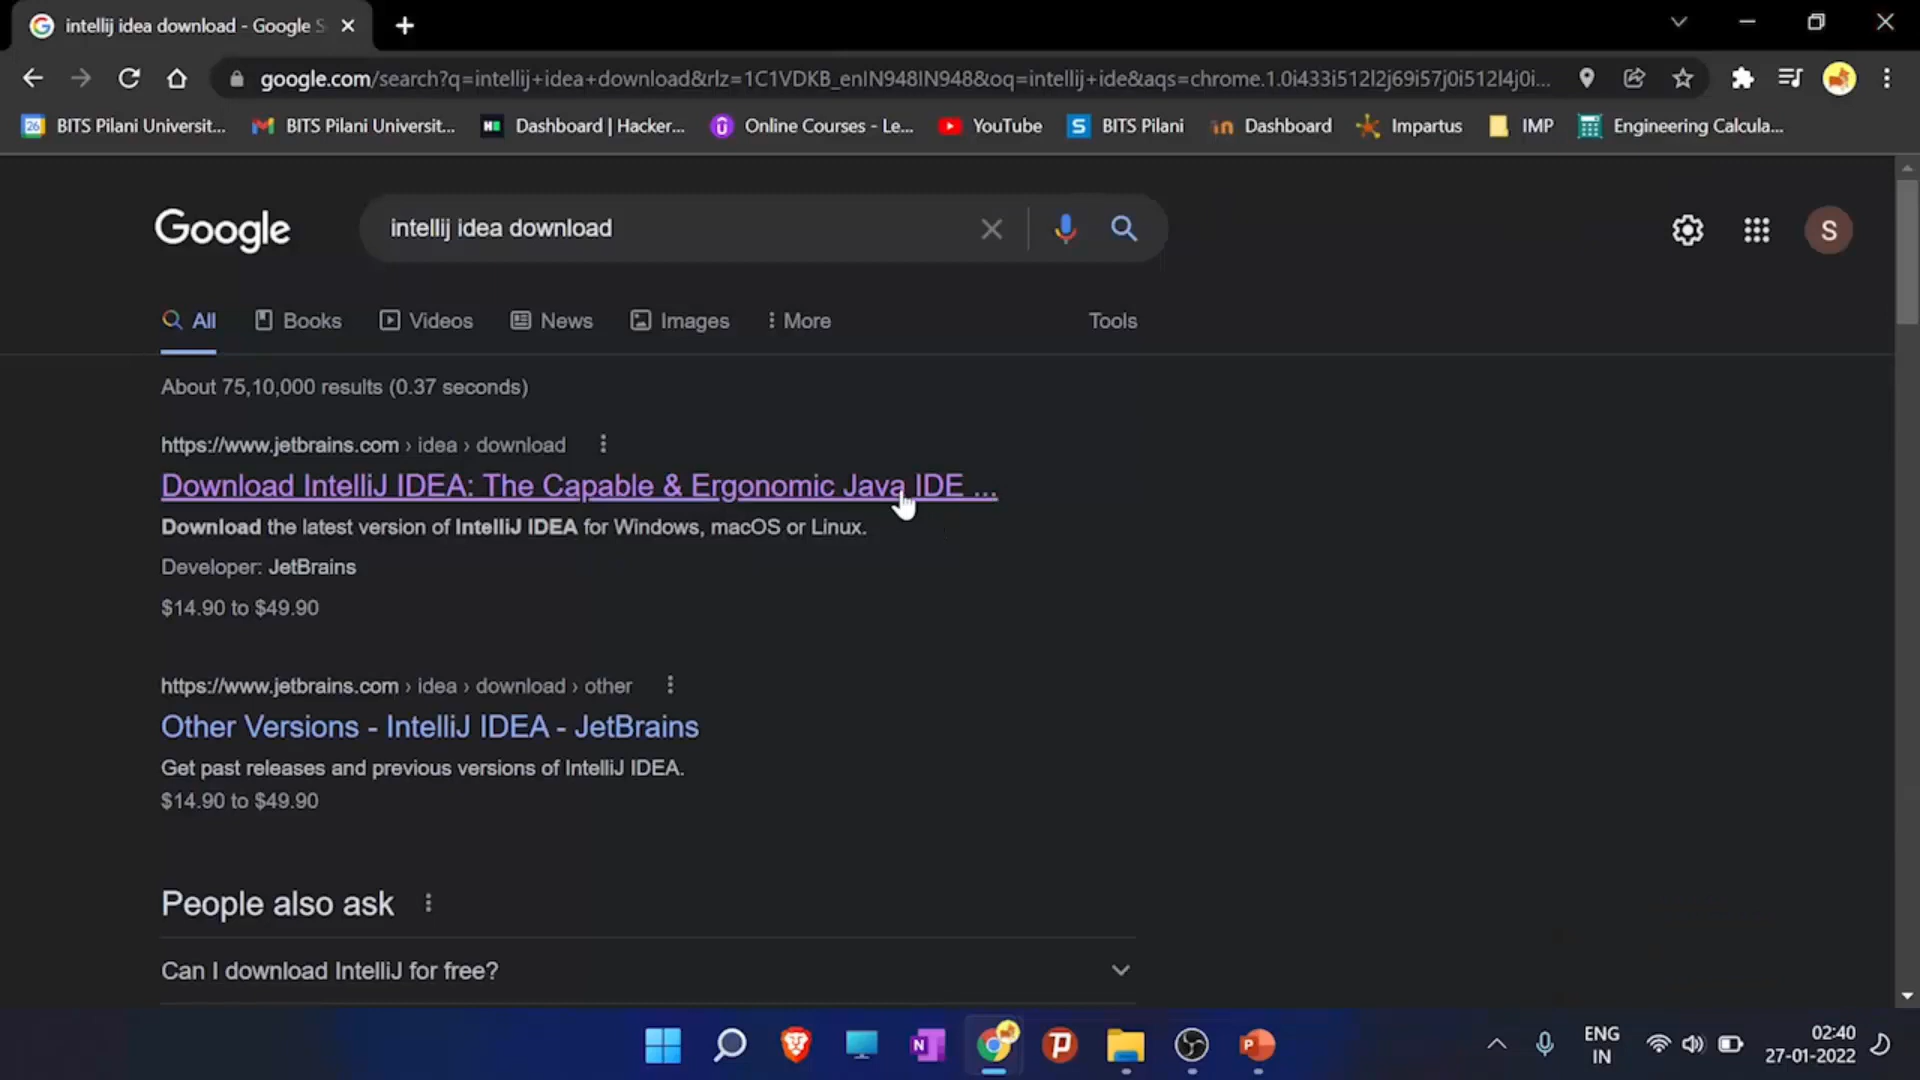 intellij idea download - Google S
google.com/search?q=intellij+idea+download&rlz=1C1VDKB_enIN948IN948&oq=intellij+ide&aqs=chrome.1.0i433i512l2j69i57j0i512l4j0i...
BITS Pilani Universit... BITS Pilani Universit... Dashboard | Hacker... Online Courses - Le... YouTube BITS Pilani Dashboard Impartus IMP Engineering Calcula...
Google intellij idea download S
All Books Videos News Images More Tools
About 75,10,000 results (0.37 seconds)
https://www.jetbrains.com › idea › download
Download IntelliJ IDEA: The Capable & Ergonomic Java IDE ...
Download the latest version of IntelliJ IDEA for Windows, macOS or Linux.
Developer: JetBrains
$14.90 to $49.90
https://www.jetbrains.com › idea › download › other
Other Versions - IntelliJ IDEA - JetBrains
Get past releases and previous versions of IntelliJ IDEA.
$14.90 to $49.90
People also ask
Can I download IntelliJ for free?
ENG
IN
02:40
27-01-2022